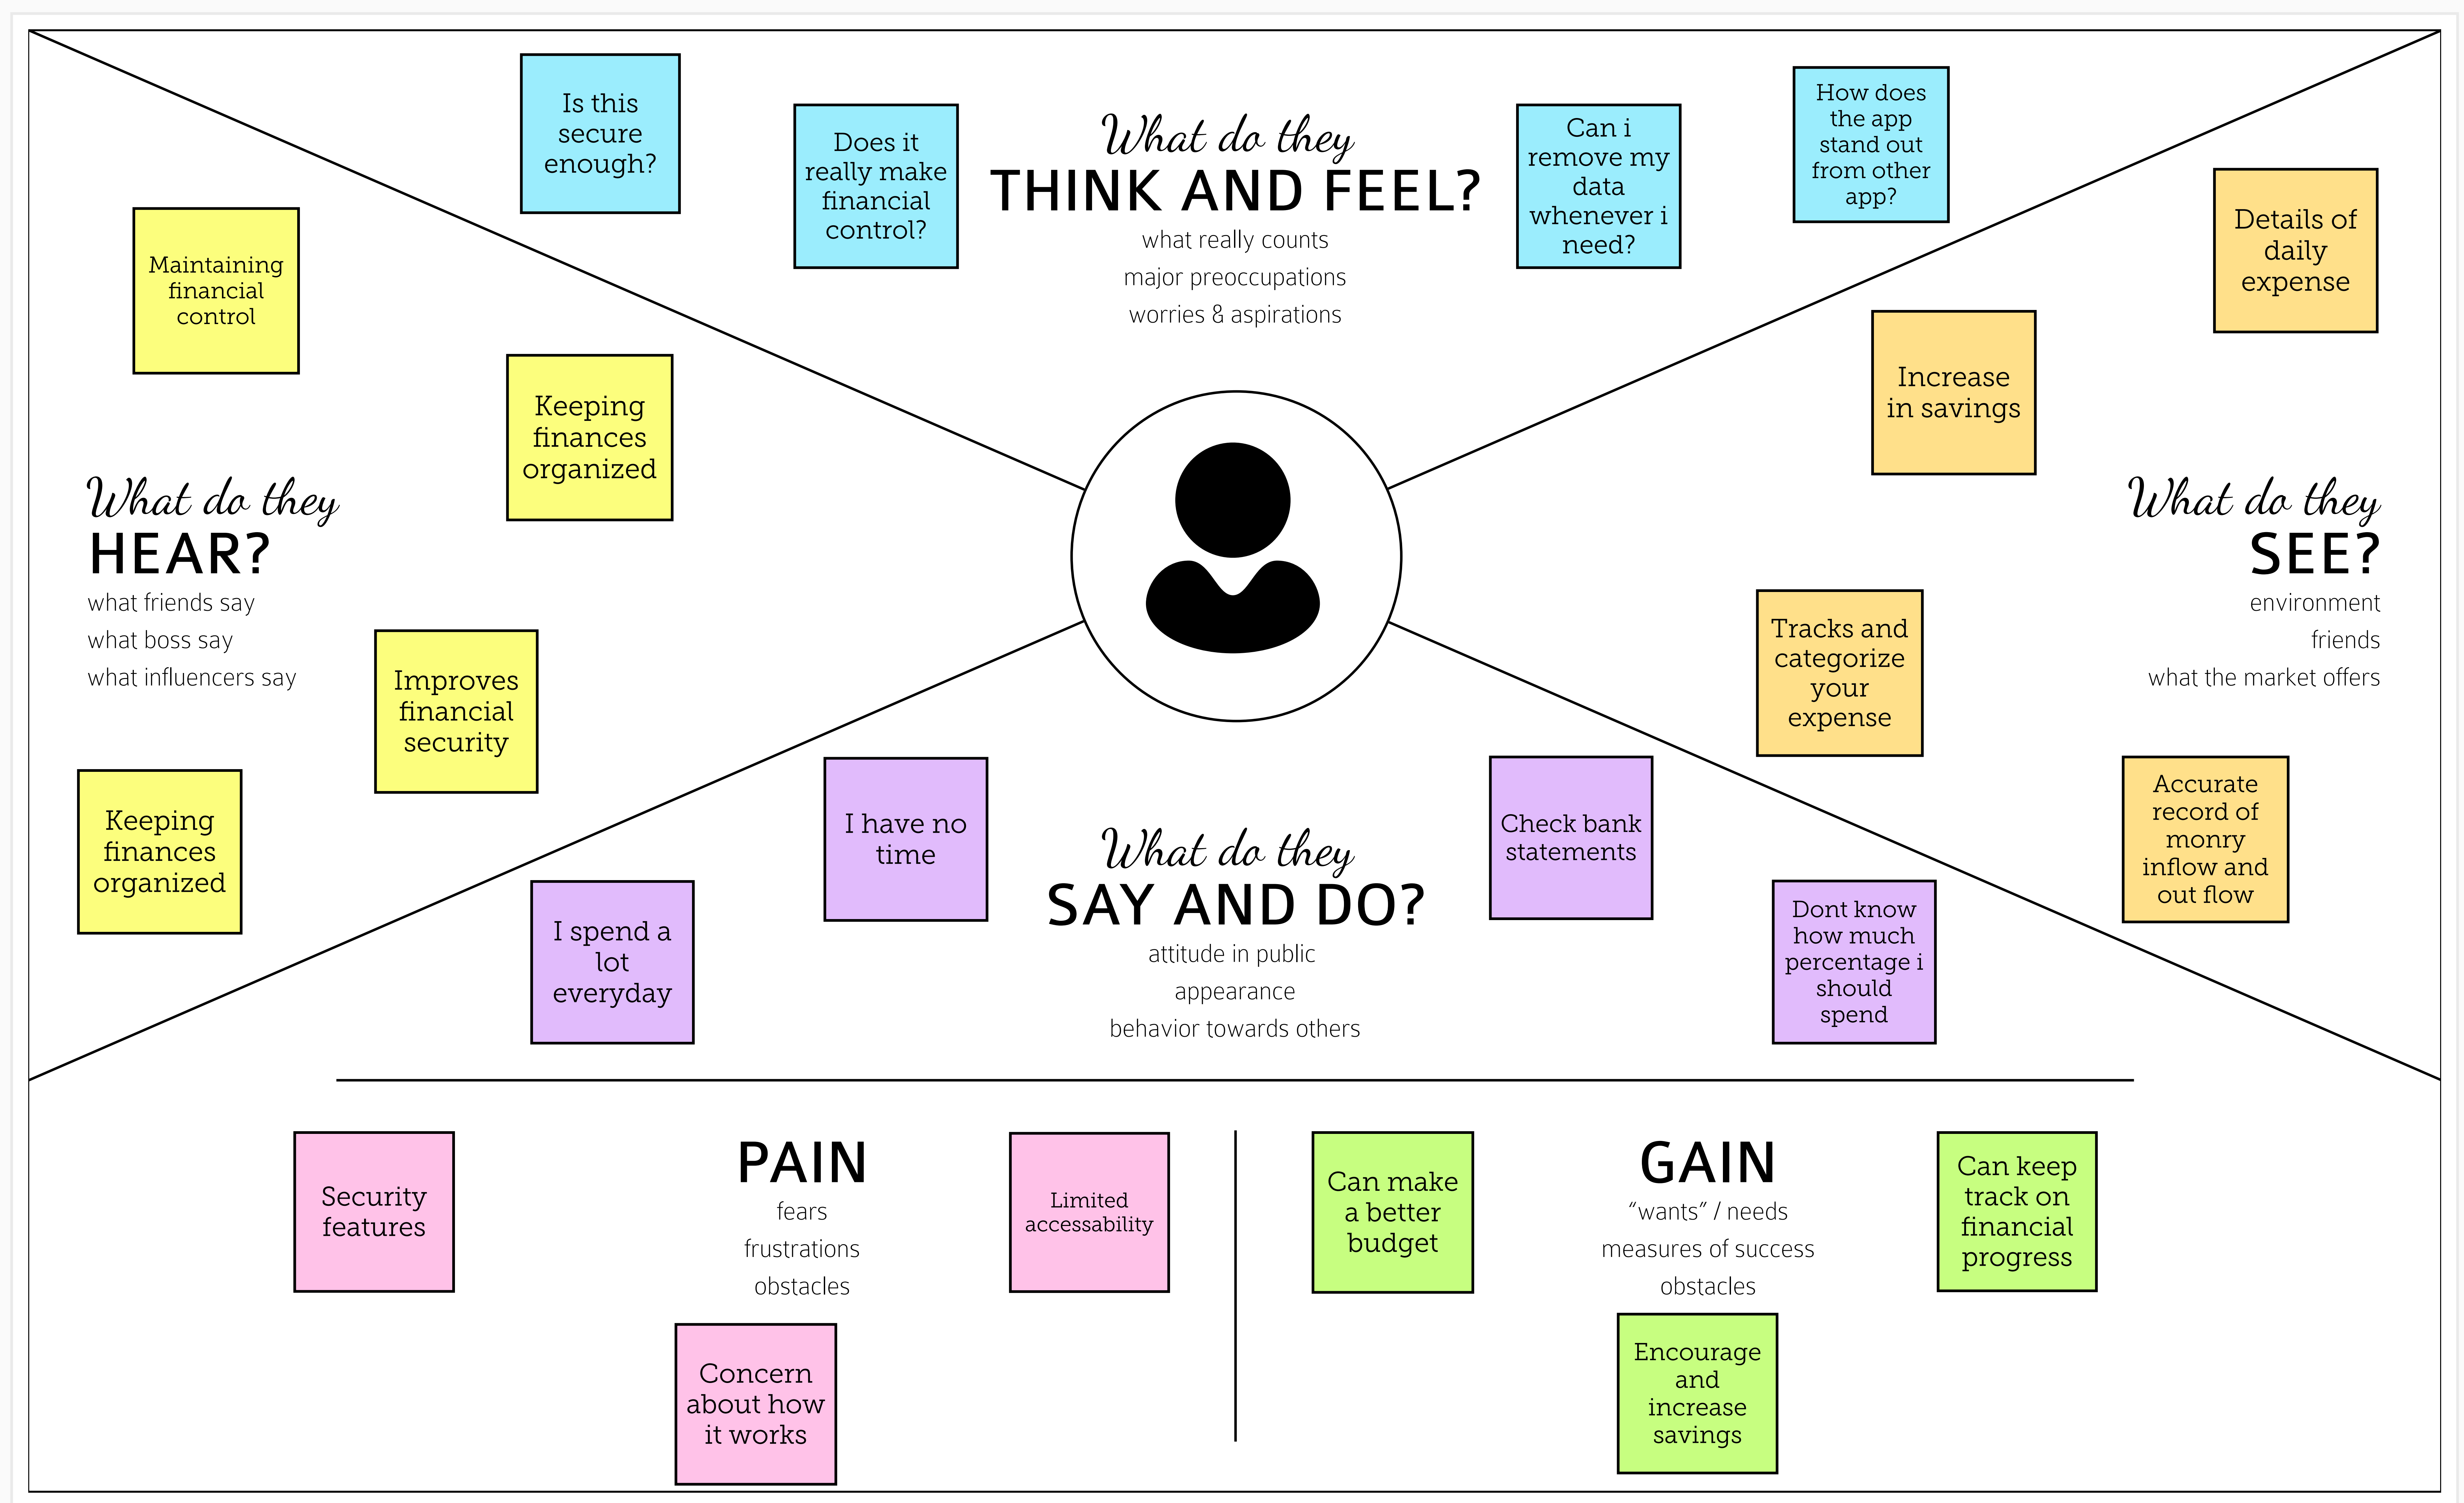 Is this
secure
enough?
Does it
really make
financial
control?
What do they
THINK AND FEEL?
what really counts
major preoccupations
worries & aspirations
Can i
remove my
data
whenever i
need?
How does
the app
stand out
from other
app?
Maintaining
financial
control
Keeping
finances
organized
What do they
HEAR?
what friends say
what boss say
what influencers say
Improves
financial
security
Keeping
finances
organized
Details of
daily
expense
Increase
in savings
What do they
SEE?
environment
friends
what the market offers
Tracks and
categorize
your
expense
Accurate
record of
monry
inflow and
out flow
I have no
time
I spend a
lot
everyday
What do they
SAY AND DO?
attitude in public
appearance
behavior towards others
Check bank
statements
Dont know
how much
percentage i
should
spend
Security
features
PAIN
fears
frustrations
obstacles
Limited
accessability
Concern
about how
it works
Can make
a better
budget
GAIN
“wants” / needs
measures of success
obstacles
Can keep
track on
financial
progress
Encourage
and
increase
savings